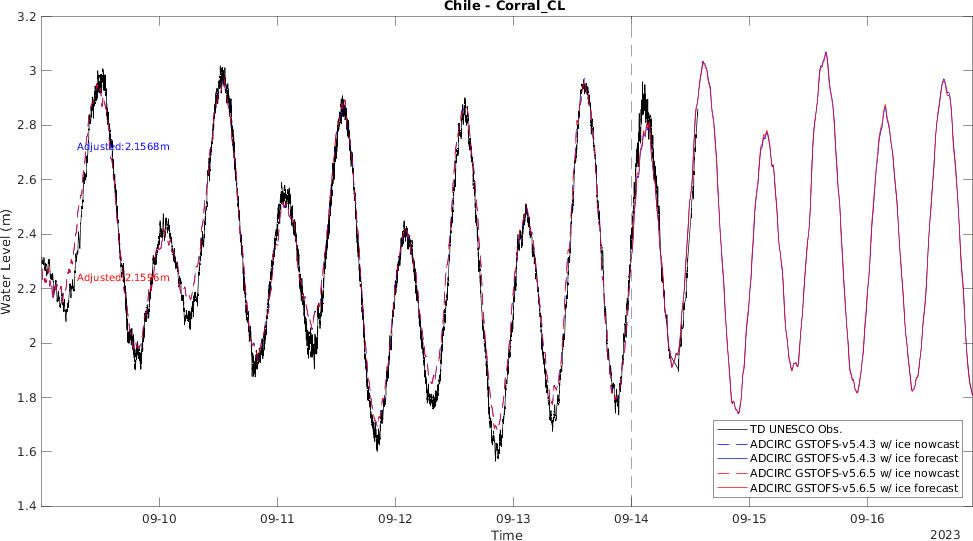 Chile - Corral_CL
3.2
3
2.8
2.6
2.4
2.2
2
1.8
1.6
1.4
Water Level (m)
Adjusted:2.1568m
Adjusted:2.1596m
TD UNESCO Obs.
ADCIRC GSTOFS-v5.4.3 w/ ice nowcast
ADCIRC GSTOFS-v5.4.3 w/ ice forecast
ADCIRC GSTOFS-v5.6.5 w/ ice nowcast
ADCIRC GSTOFS-v5.6.5 w/ ice forecast
09-10 09-11 09-12 09-13 09-14 09-15 09-16
Time
2023